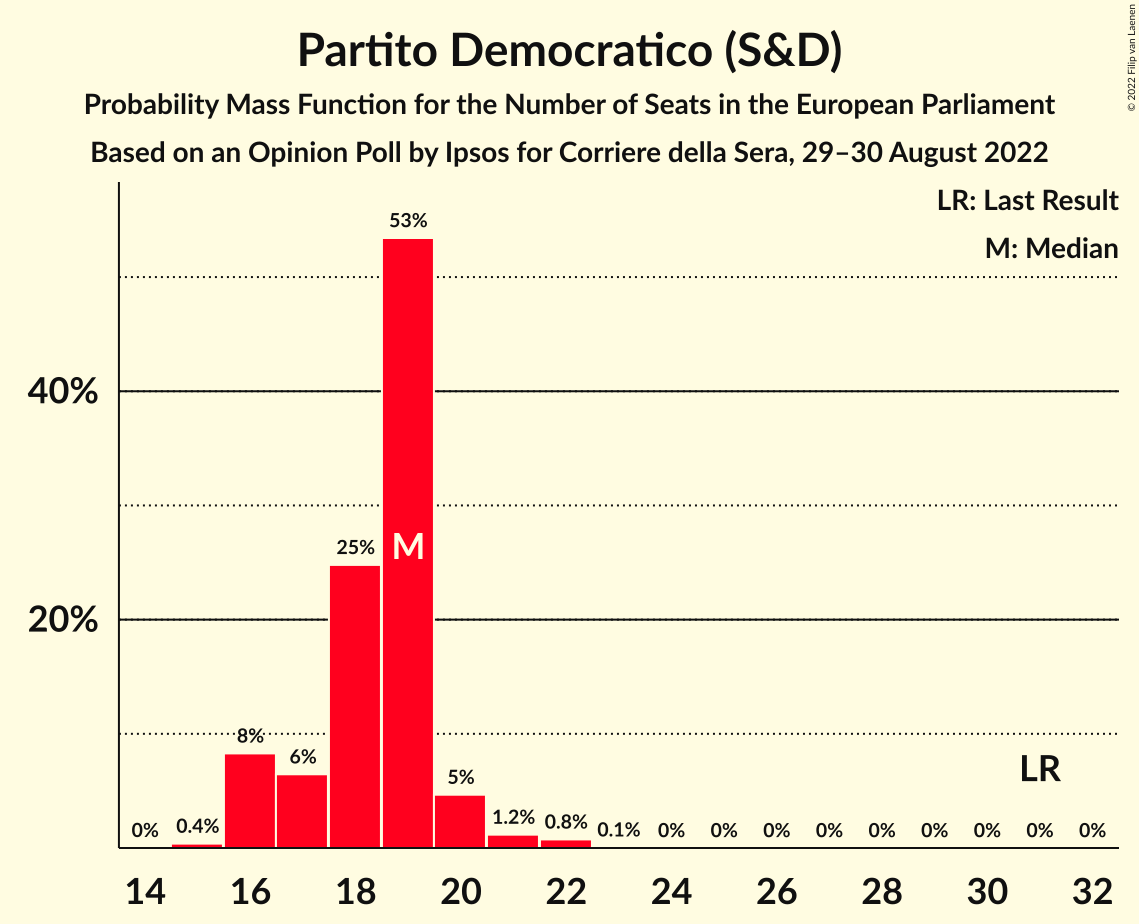 Partito Democratico (S&D)
Probability Mass Function for the Number of Seats in the European Parliament
Based on an Opinion Poll by Ipsos for Corriere della Sera, 29–30 August 2022
© 2022 Filip van Laenen
LR: Last Result
M: Median
40%
20%
0%
0.4%
8%
6%
25%
53%
M
5%
1.2%
0.8%
0.1%
0%
0%
0%
0%
0%
0%
0%
0%
0%
LR
14 16 18 20 22 24 26 28 30 32